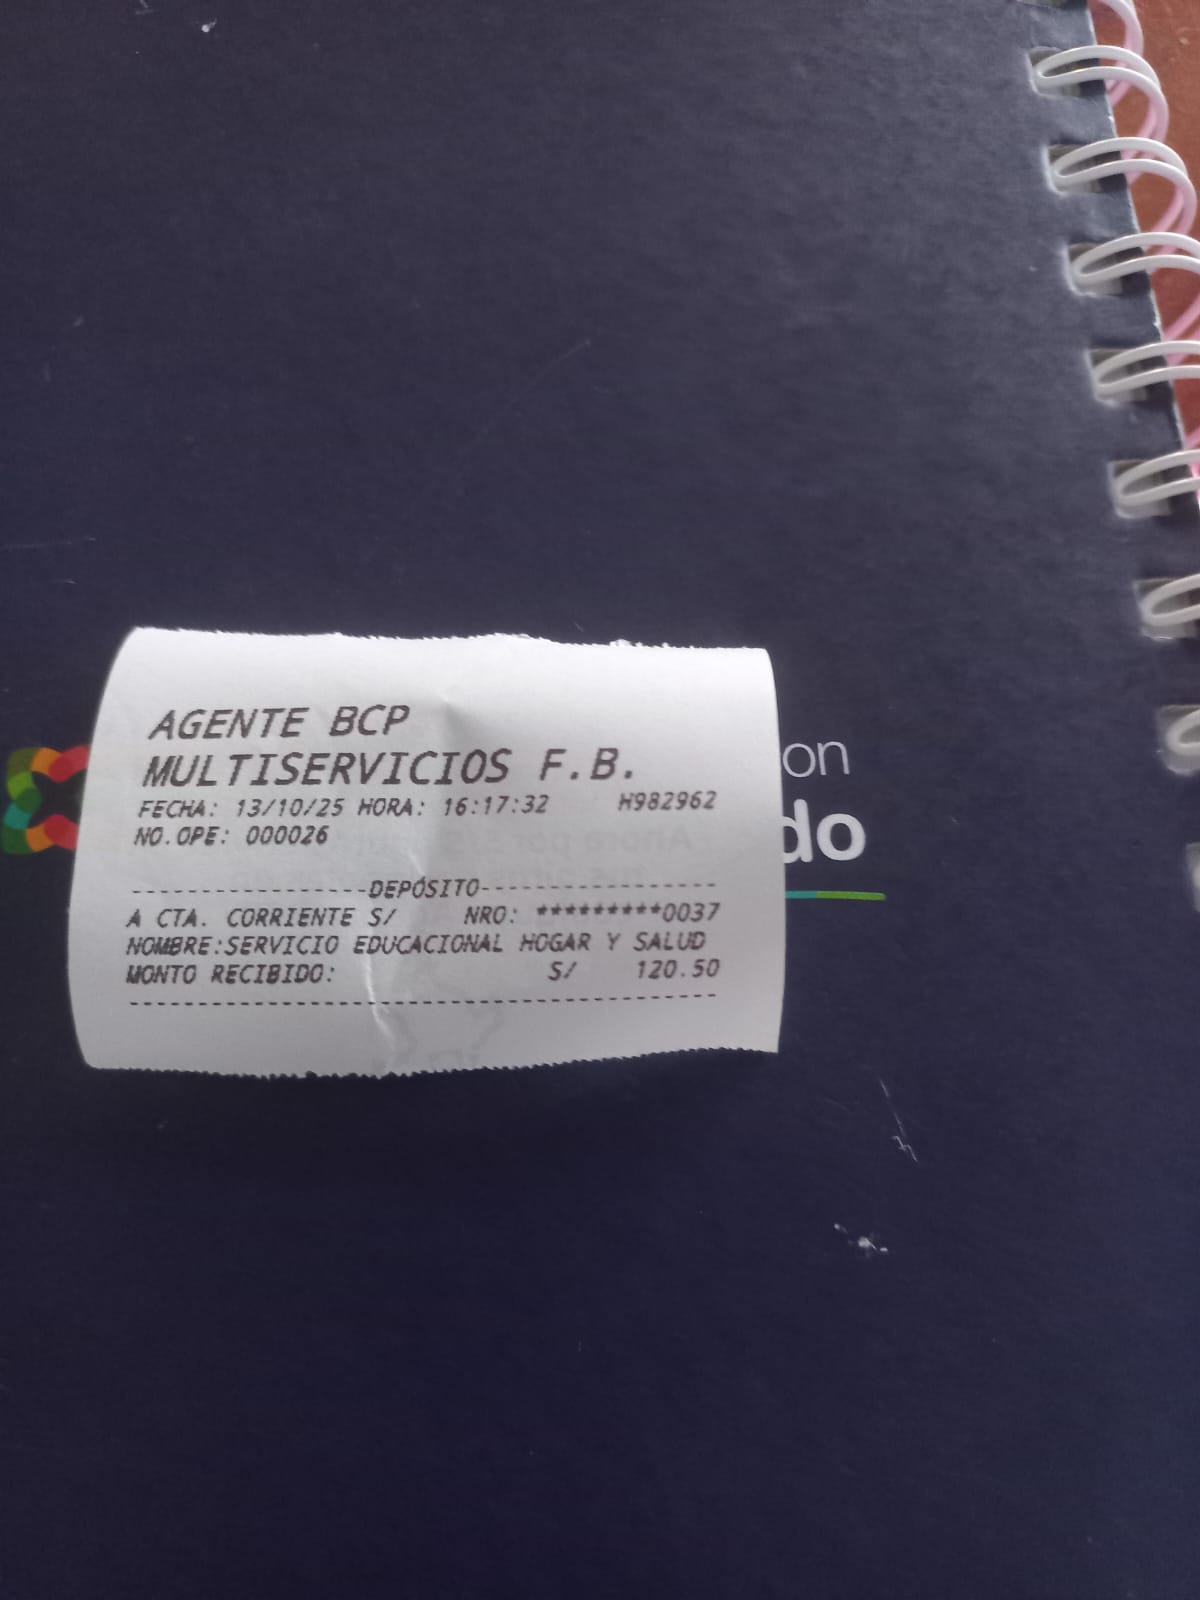 AGENTE BCP
MULTISERVICIOS F.B.
FECHA: 13/10/25 HORA: 16:17:32 H982962
NO.OPE: 000026
-----------------DEPÓSITO-----------------
A CTA. CORRIENTE S/ NRO: *********0037
NOMBRE:SERVICIO EDUCACIONAL HOGAR Y SALUD
MONTO RECIBIDO: S/ 120.50
------------------------------------------
on
do